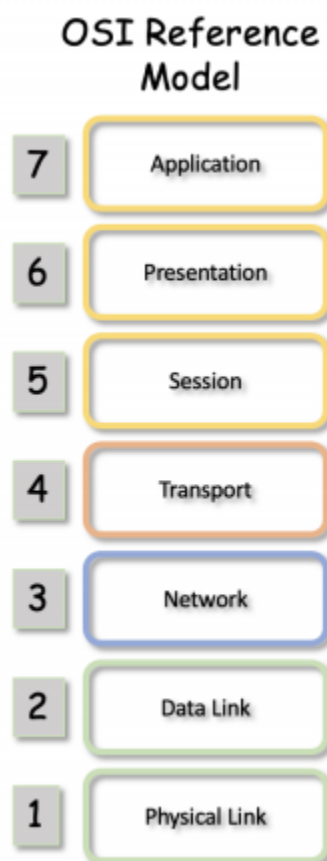 OSI Reference
Model
7 Application
6 Presentation
5 Session
4 Transport
3 Network
2 Data Link
1 Physical Link